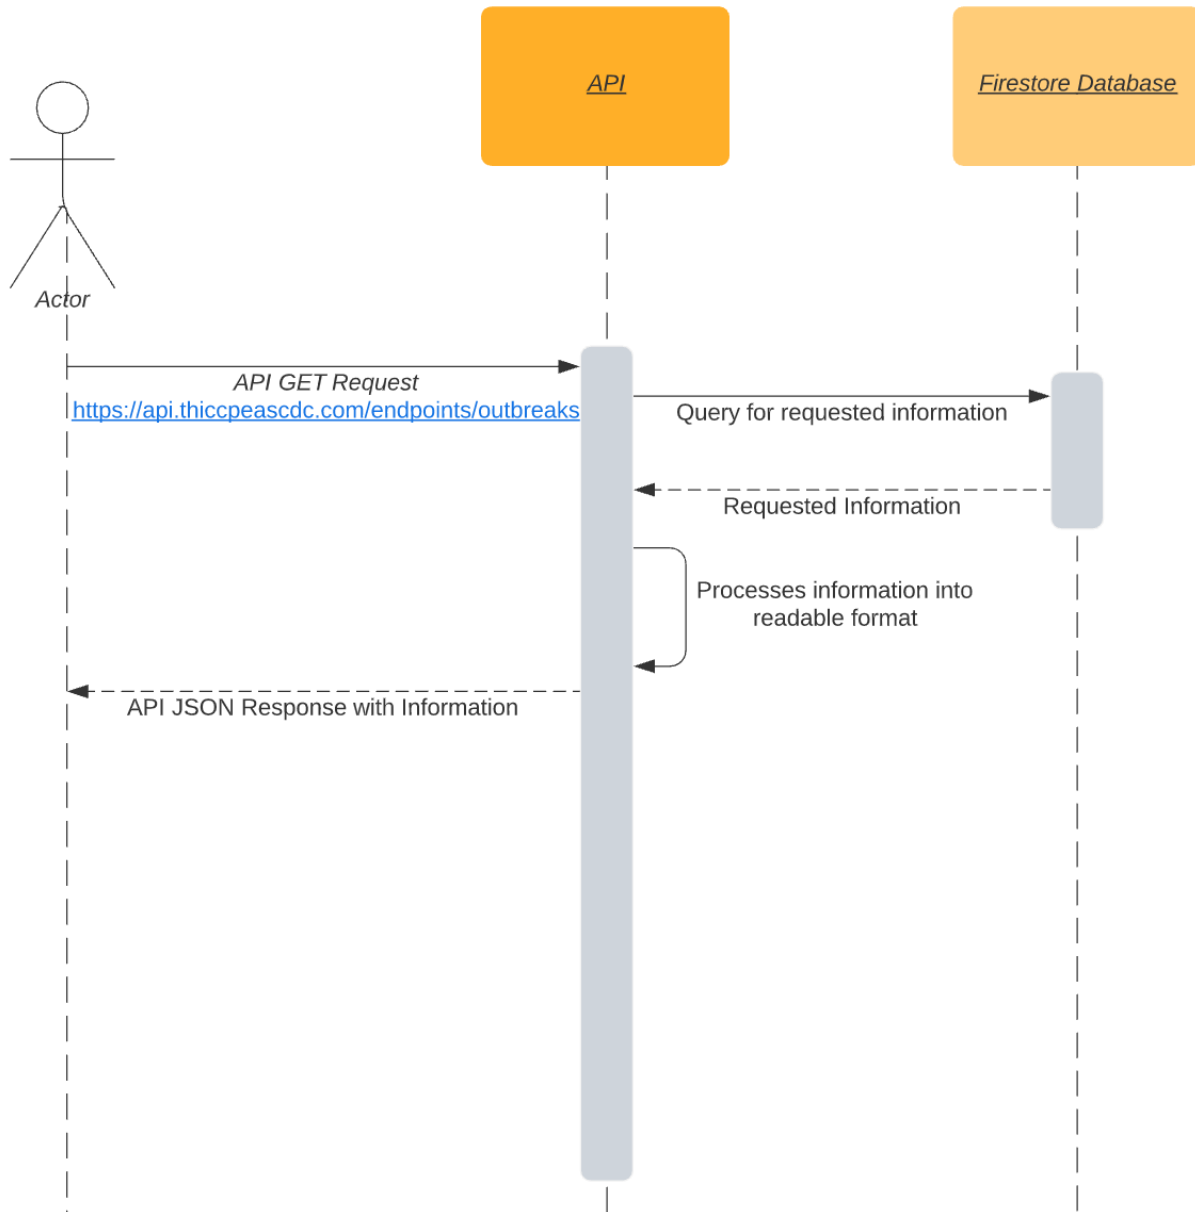 API
Firestore Database
Actor
API GET Request
https://api.thiccpeascdc.com/endpoints/outbreaks
Query for requested information
Requested Information
Processes information into
readable format
API JSON Response with Information